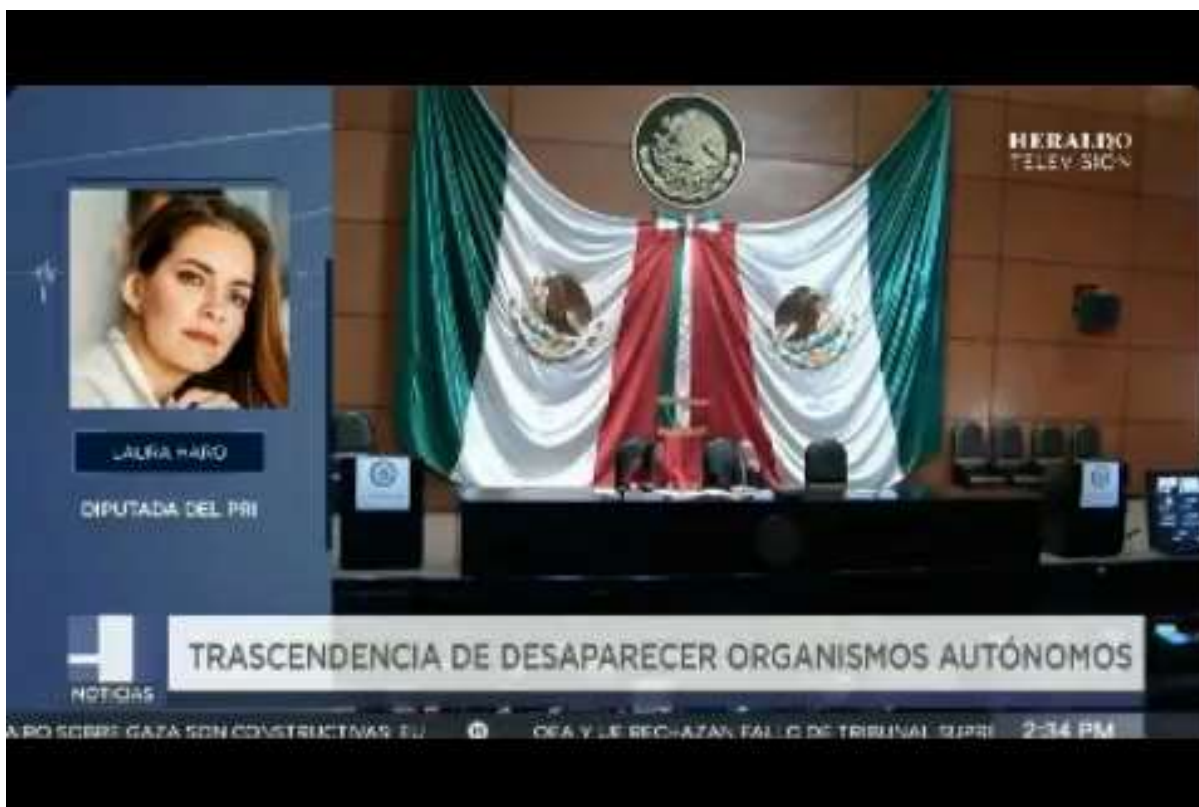 HERALDO
TELEVISIÓN
LAURA HARO
DIPUTADA DEL PRI
TRASCENDENCIA DE DESAPARECER ORGANISMOS AUTÓNOMOS
NOTICIAS
SOBRE GAZA SON CONSTRUCTIVAS: EU
OEA Y UE RECHAZAN FALLO DE TRIBUNAL
2:34 PM